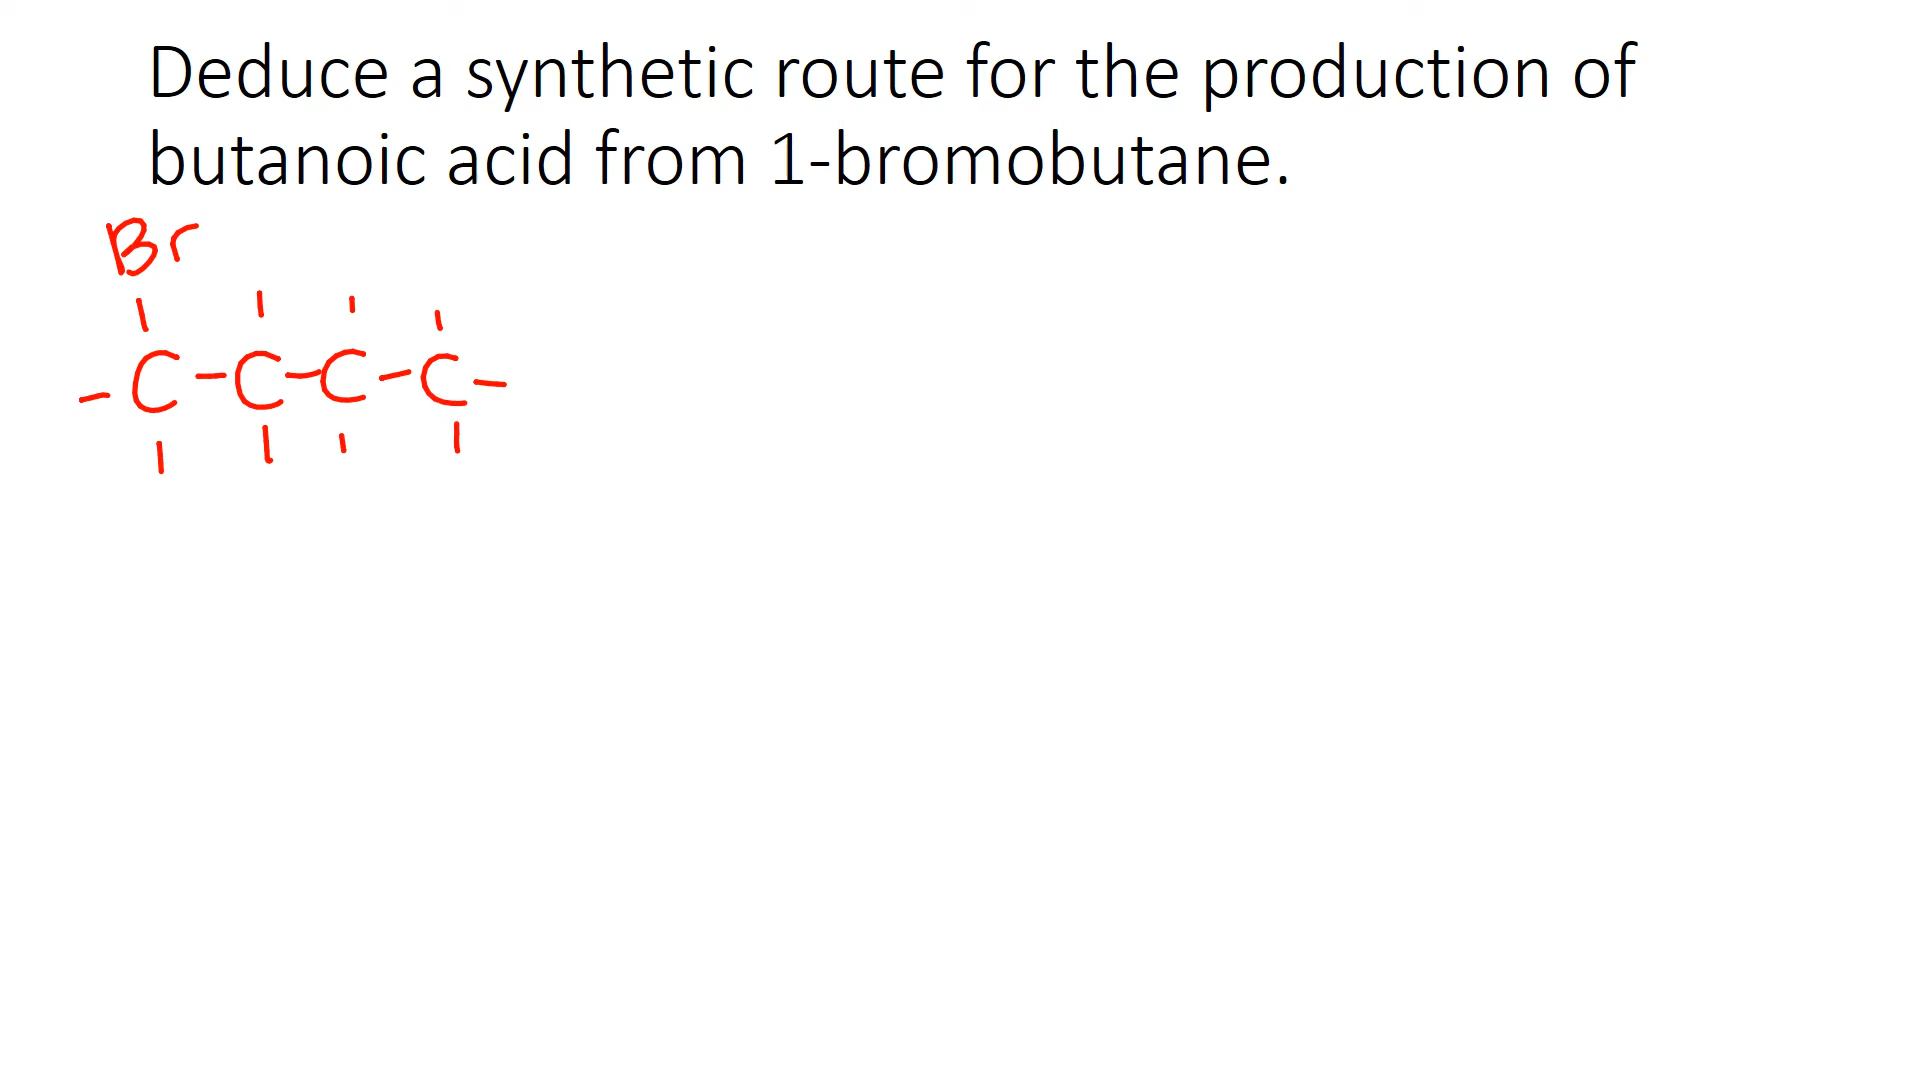 Deduce a synthetic route for the production of
butanoic acid from 1-bromobutane.
Br
- C - C - C - C -